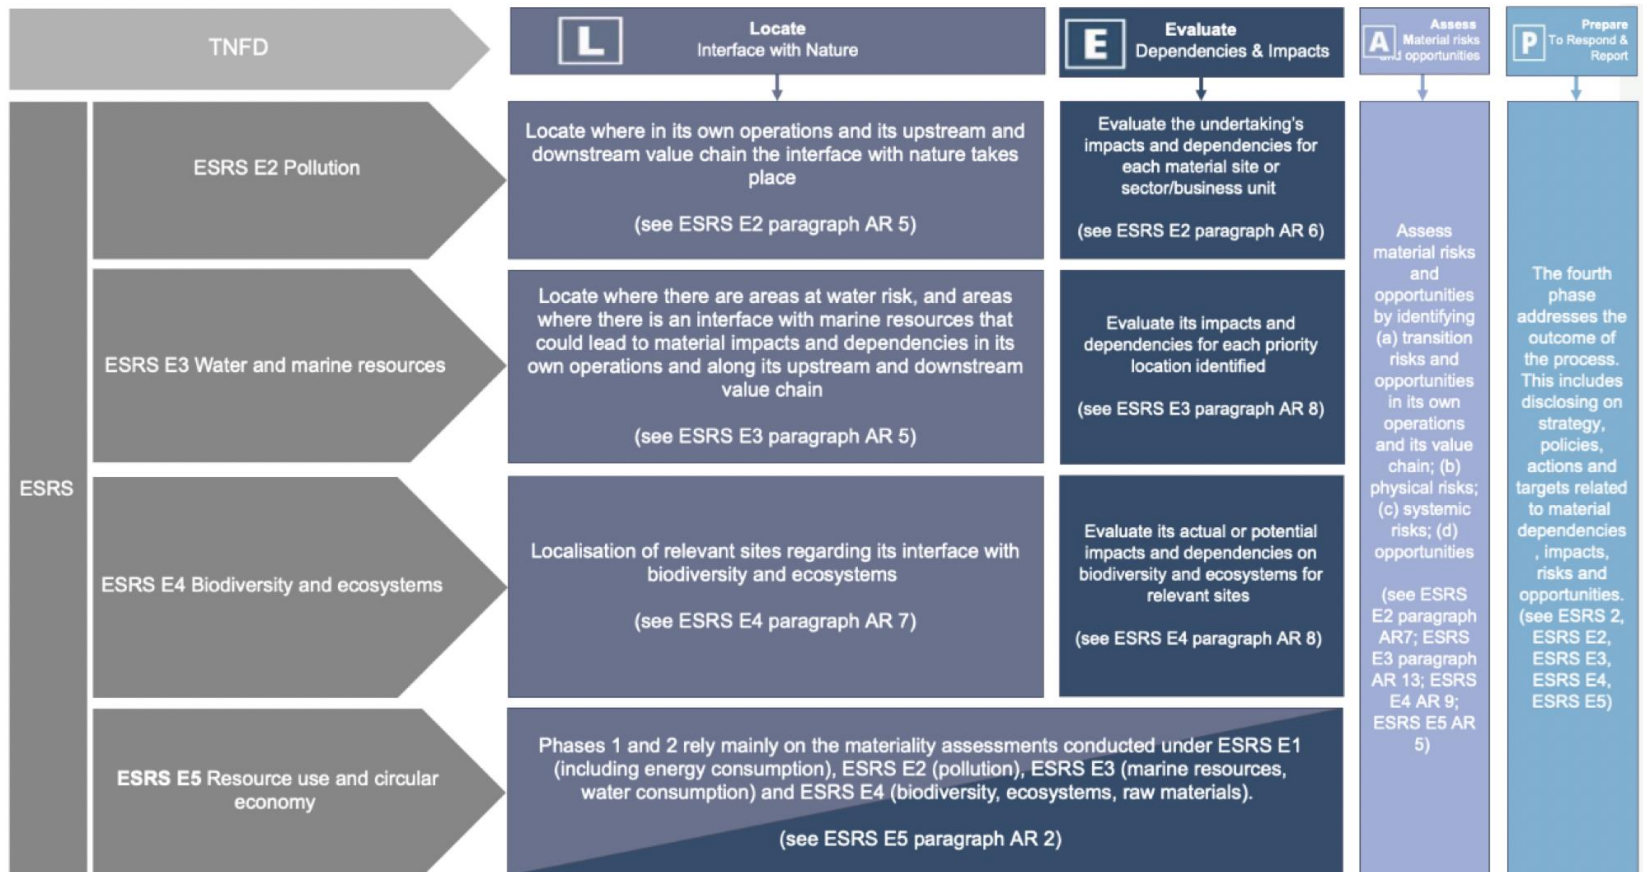 TNFD
L
Locate
Interface with Nature
E
Evaluate
Dependencies & Impacts
A
Assess
Material risks
and opportunities
P
Prepare
To Respond &
Report
ESRS
ESRS E2 Pollution
Locate where in its own operations and its upstream and
downstream value chain the interface with nature takes
place
(see ESRS E2 paragraph AR 5)
Evaluate the undertaking's
impacts and dependencies for
each material site or
sector/business unit
(see ESRS E2 paragraph AR 6)
ESRS E3 Water and marine resources
Locate where there are areas at water risk, and areas
where there is an interface with marine resources that
could lead to material impacts and dependencies in its
own operations and along its upstream and downstream
value chain
(see ESRS E3 paragraph AR 5)
Evaluate its impacts and
dependencies for each priority
location identified
(see ESRS E3 paragraph AR 8)
ESRS E4 Biodiversity and ecosystems
Localisation of relevant sites regarding its interface with
biodiversity and ecosystems
(see ESRS E4 paragraph AR 7)
Evaluate its actual or potential
impacts and dependencies on
biodiversity and ecosystems for
relevant sites
(see ESRS E4 paragraph AR 8)
ESRS E5 Resource use and circular
economy
Phases 1 and 2 rely mainly on the materiality assessments conducted under ESRS E1
(including energy consumption), ESRS E2 (pollution), ESRS E3 (marine resources,
water consumption) and ESRS E4 (biodiversity, ecosystems, raw materials).
(see ESRS E5 paragraph AR 2)
Assess
material risks
and
opportunities
by identifying
(a) transition
risks and
opportunities
in its own
operations
and its value
chain; (b)
physical risks;
(c) systemic
risks; (d)
opportunities
(see ESRS
E2 paragraph
AR7; ESRS
E3 paragraph
AR 13; ESRS
E4 AR 9;
ESRS E5 AR
5)
The fourth
phase
addresses the
outcome of
the process.
This includes
disclosing on
strategy,
policies,
actions and
targets related
to material
dependencies
, impacts,
risks and
opportunities.
(see ESRS 2,
ESRS E2,
ESRS E3,
ESRS E4,
ESRS E5)